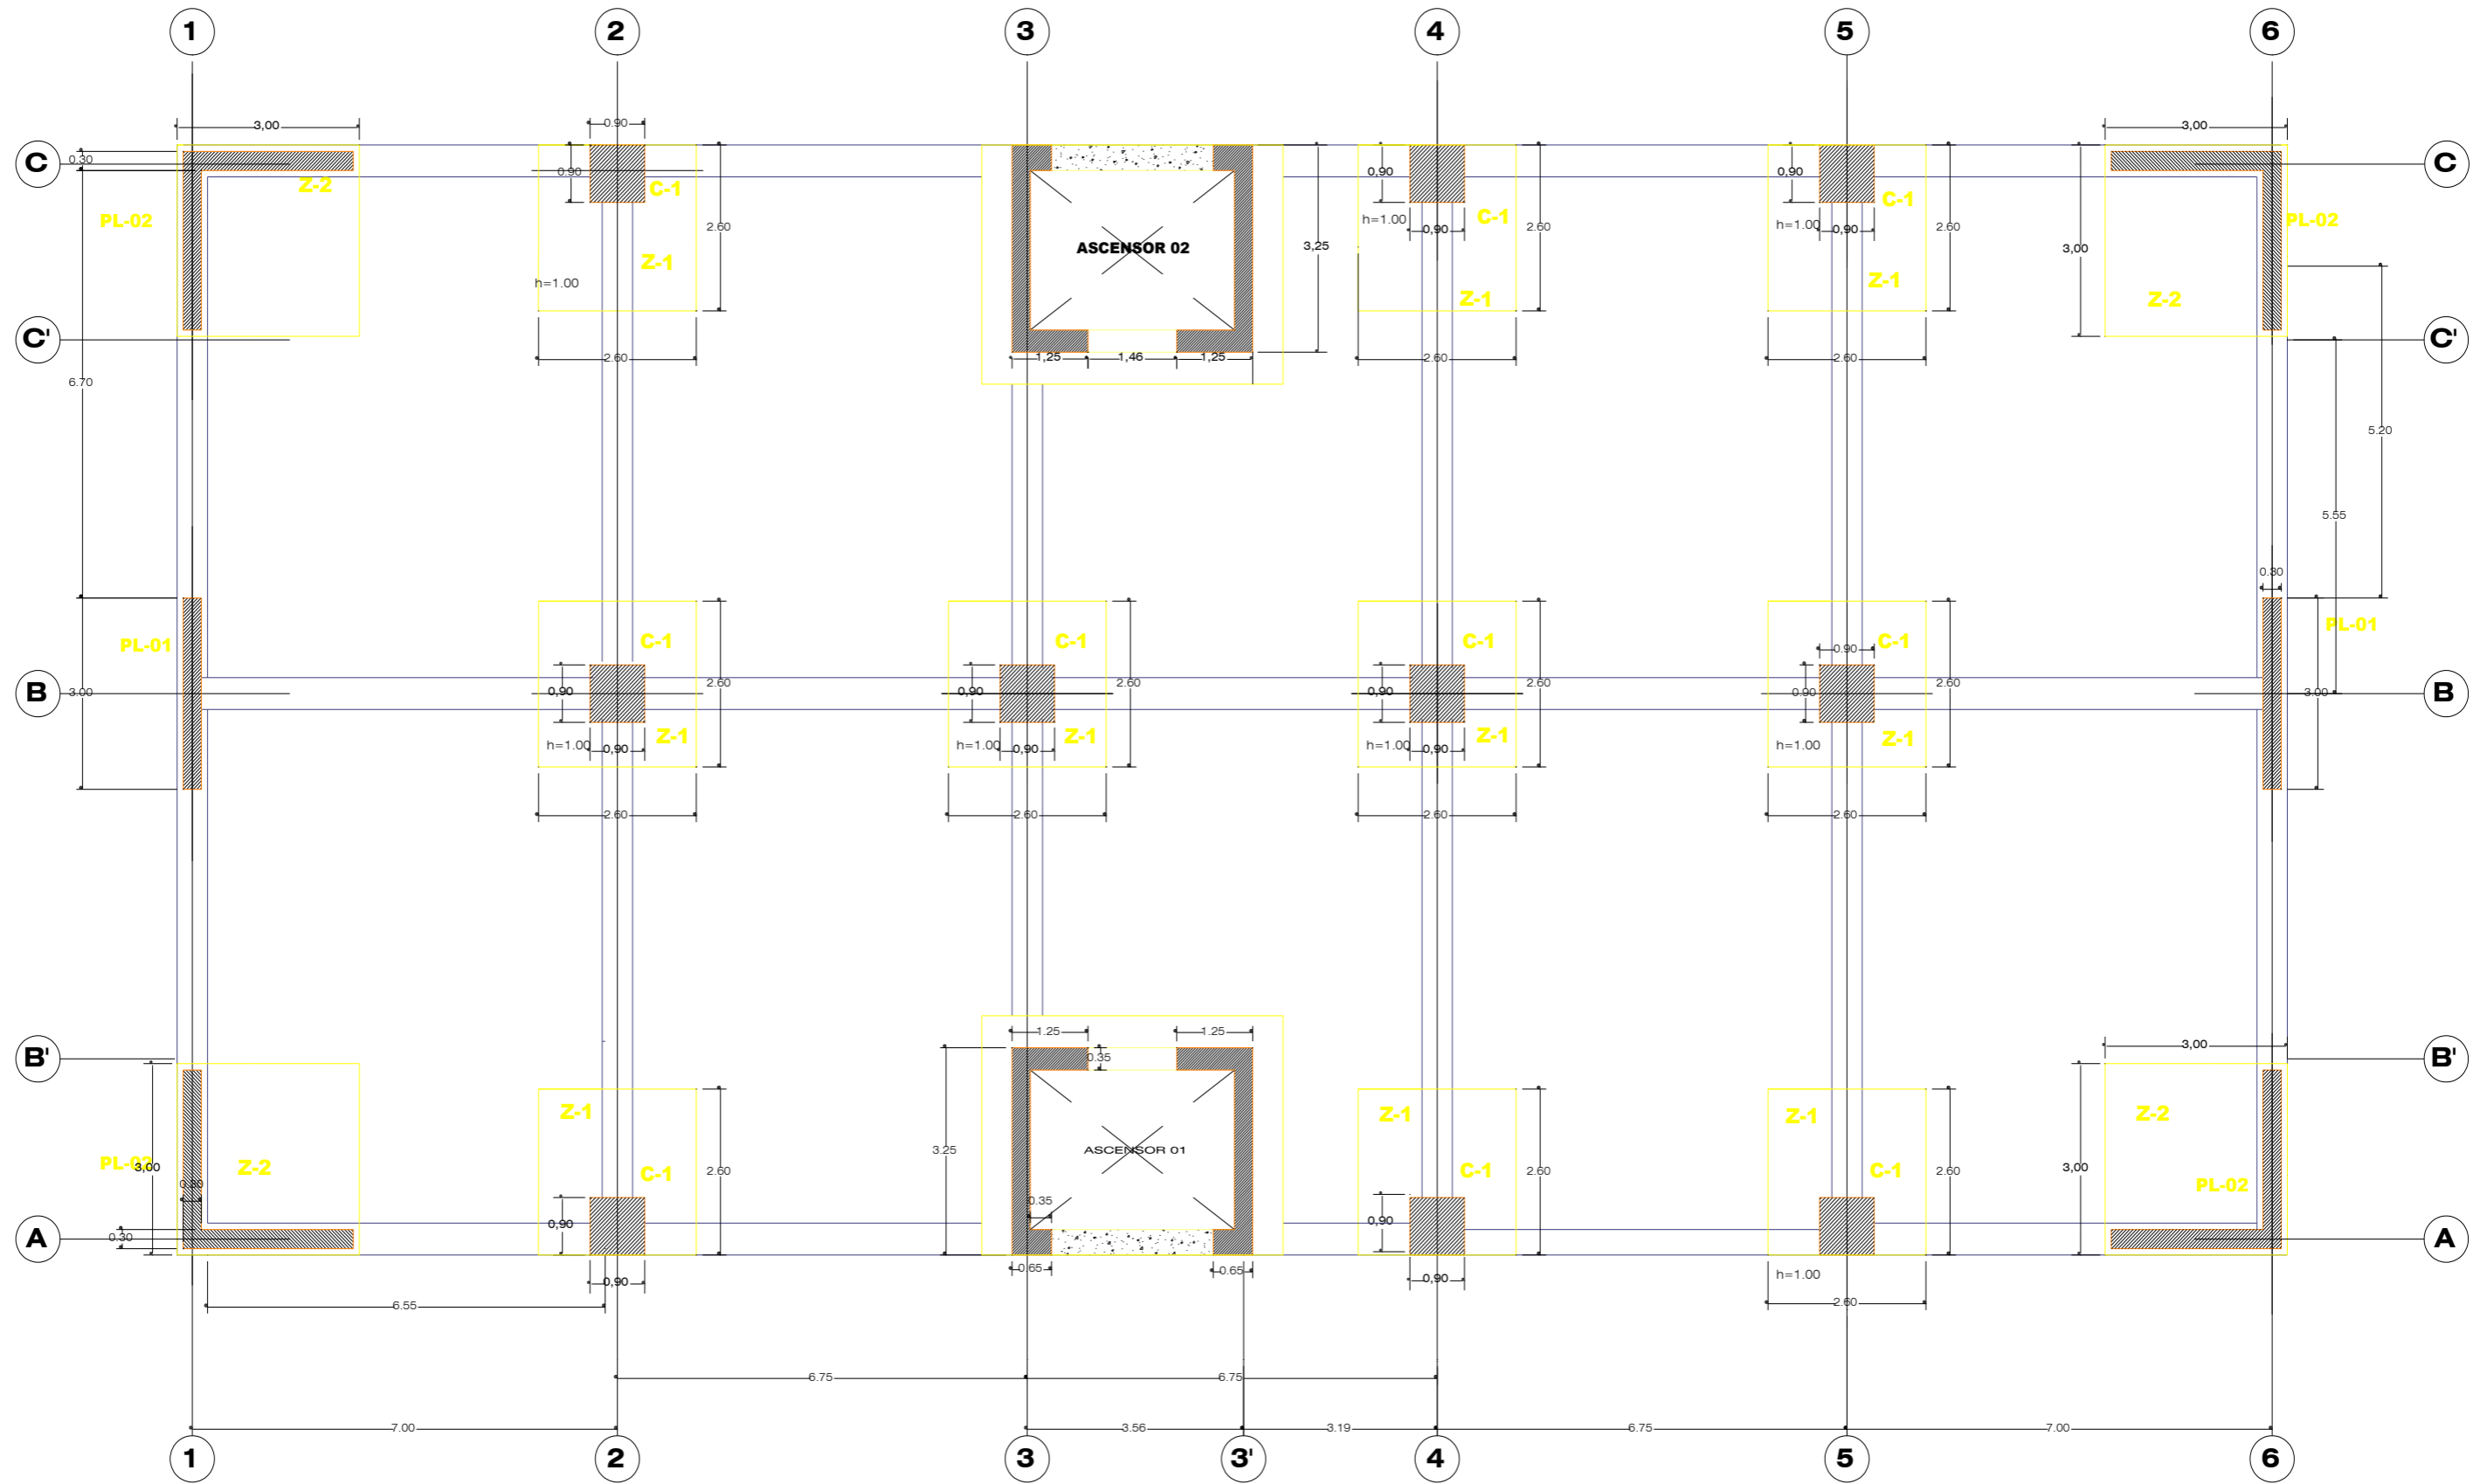 1 2 3 4 5 6
3,00 0.90 3,00
C 0.30 0.90 0,90 0,90 C
Z-2 C-1 C-1 C-1
PL-02 h=1.00 h=1.00 PL-02
2.60 0,90 2.60 0,90 2.60
ASCENSOR 02 3,25 3,00
Z-1 Z-1 Z-1 Z-2
h=1.00
C' C'
2.60 1,25 1,46 1,25 2.60 2.60
6.70
5.20
5.55
0.30
PL-01 C-1 C-1 C-1 0.90 C-1 PL-01
2.60 2.60 2.60 2.60
B 3.00 0,90 0,90 0,90 0.90 3.00 B
Z-1 Z-1 Z-1 Z-1
h=1.00 0,90 h=1.00 0,90 h=1.00 0,90 h=1.00
2.60 2.60 2.60 2.60
1.25 1.25 3,00
B' 0.35 B'
Z-1 Z-1 Z-1 Z-2
3.25 ASCENSOR 01
PL-02 3,00 Z-2 C-1 2.60 C-1 2.60 C-1 2.60 3,00
0.30 PL-02
0.35
0,90 0,90
A 0.30 A
0.65 0.65
0,90 0,90 h=1.00
6.55 2.60
6.75 6.75
7.00 3.56 3.19 6.75 7.00
1 2 3 3' 4 5 6